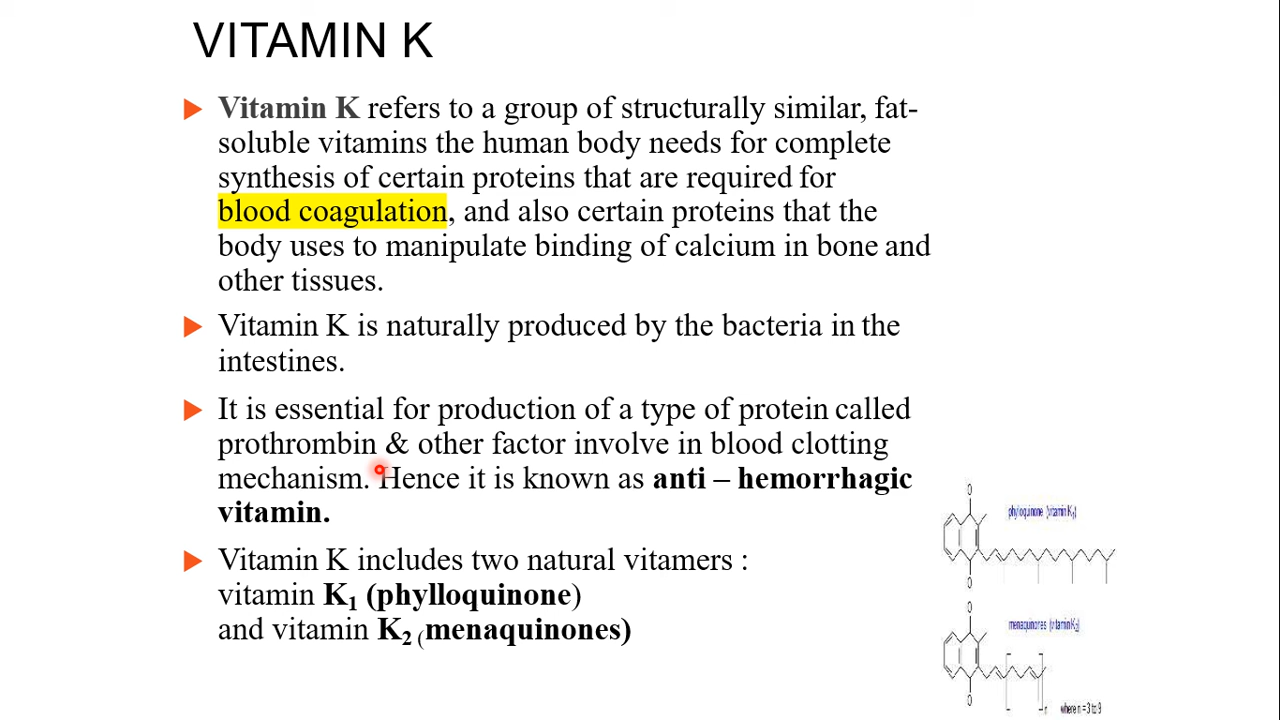 VITAMIN K
Vitamin K refers to a group of structurally similar, fat-
soluble vitamins the human body needs for complete
synthesis of certain proteins that are required for
blood coagulation, and also certain proteins that the
body uses to manipulate binding of calcium in bone and
other tissues.
Vitamin K is naturally produced by the bacteria in the
intestines.
It is essential for production of a type of protein called
prothrombin & other factor involve in blood clotting
mechanism. Hence it is known as anti – hemorrhagic
vitamin.
Vitamin K includes two natural vitamers :
vitamin K₁ (phylloquinone)
and vitamin K₂ (menaquinones)
O
phyloquinone (vitamin K₁)
O
O
menaquinones (vitamin K₂)
O
n
where n = 3 to 9